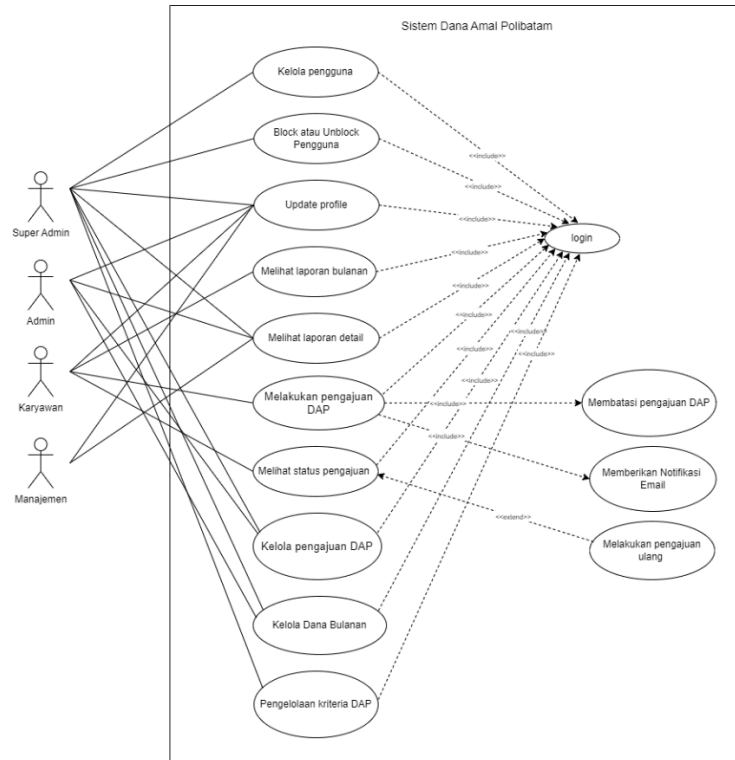 Sistem Dana Amal Polibatam
Kelola pengguna
Block atau Unblock
Pengguna
Update profile
Melihat laporan bulanan
Melihat laporan detail
Melakukan pengajuan
DAP
Melihat status pengajuan
Kelola pengajuan DAP
Kelola Dana Bulanan
Pengelolaan kriteria DAP
Super Admin
Admin
Karyawan
Manajemen
<<include>>
<<include>>
<<include>>
<<include>>
<<include>>
<<include>>
<<include>>
<<include>>
<<include>>
<<include>>
<<include>>
<<include>>
<<extend>>
login
Membatasi pengajuan DAP
Memberikan Notifikasi
Email
Melakukan pengajuan
ulang